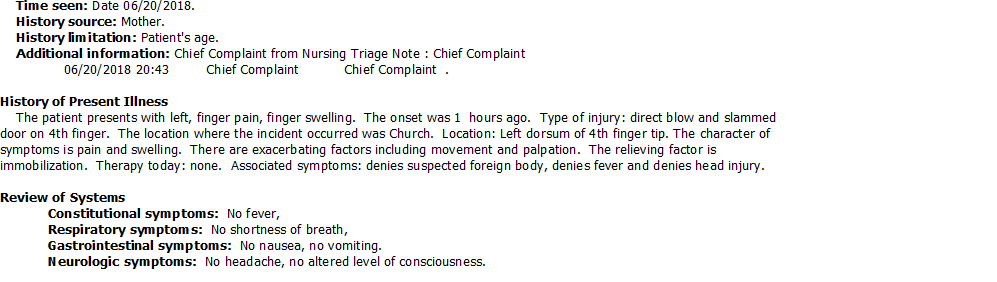 Time seen: Date 06/20/2018.
History source: Mother.
History limitation: Patient's age.
Additional information: Chief Complaint from Nursing Triage Note : Chief Complaint
06/20/2018 20:43 Chief Complaint Chief Complaint .
History of Present Illness
The patient presents with left, finger pain, finger swelling. The onset was 1 hours ago. Type of injury: direct blow and slammed
door on 4th finger. The location where the incident occurred was Church. Location: Left dorsum of 4th finger tip. The character of
symptoms is pain and swelling. There are exacerbating factors including movement and palpation. The relieving factor is
immobilization. Therapy today: none. Associated symptoms: denies suspected foreign body, denies fever and denies head injury.
Review of Systems
Constitutional symptoms: No fever,
Respiratory symptoms: No shortness of breath,
Gastrointestinal symptoms: No nausea, no vomiting.
Neurologic symptoms: No headache, no altered level of consciousness.